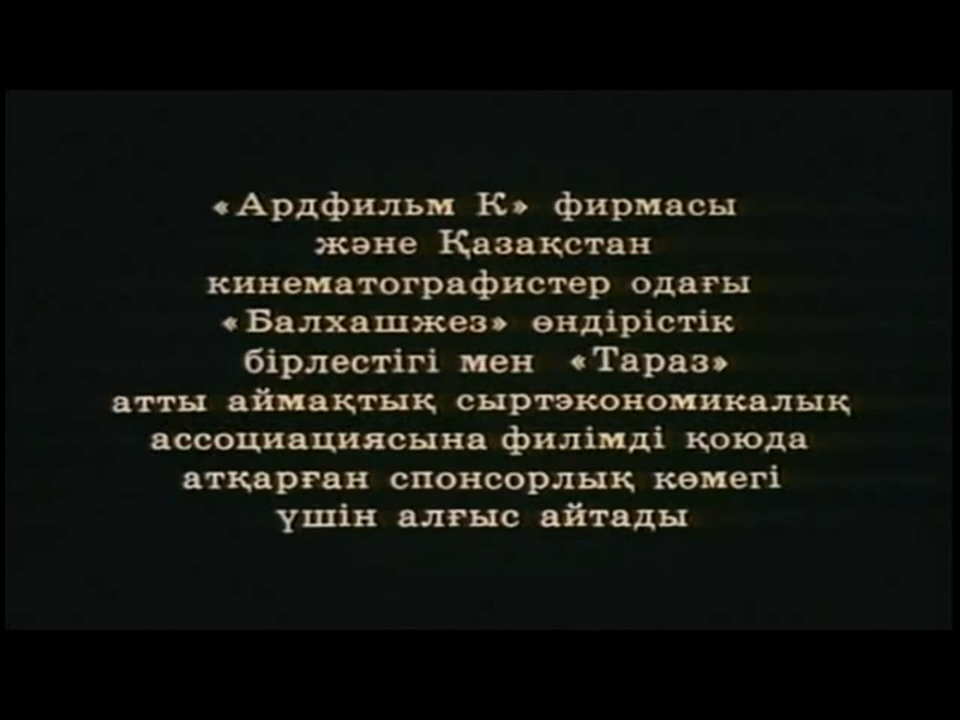 «Ардфильм К» фирмасы
және Қазақстан
кинематографистер одағы
«Балхашжез» өндірістік
бірлестігі мен «Тараз»
атты аймақтық сыртэкономикалық
ассоциациясына филімді қоюда
атқарған спонсорлық көмегі
үшін алғыс айтады